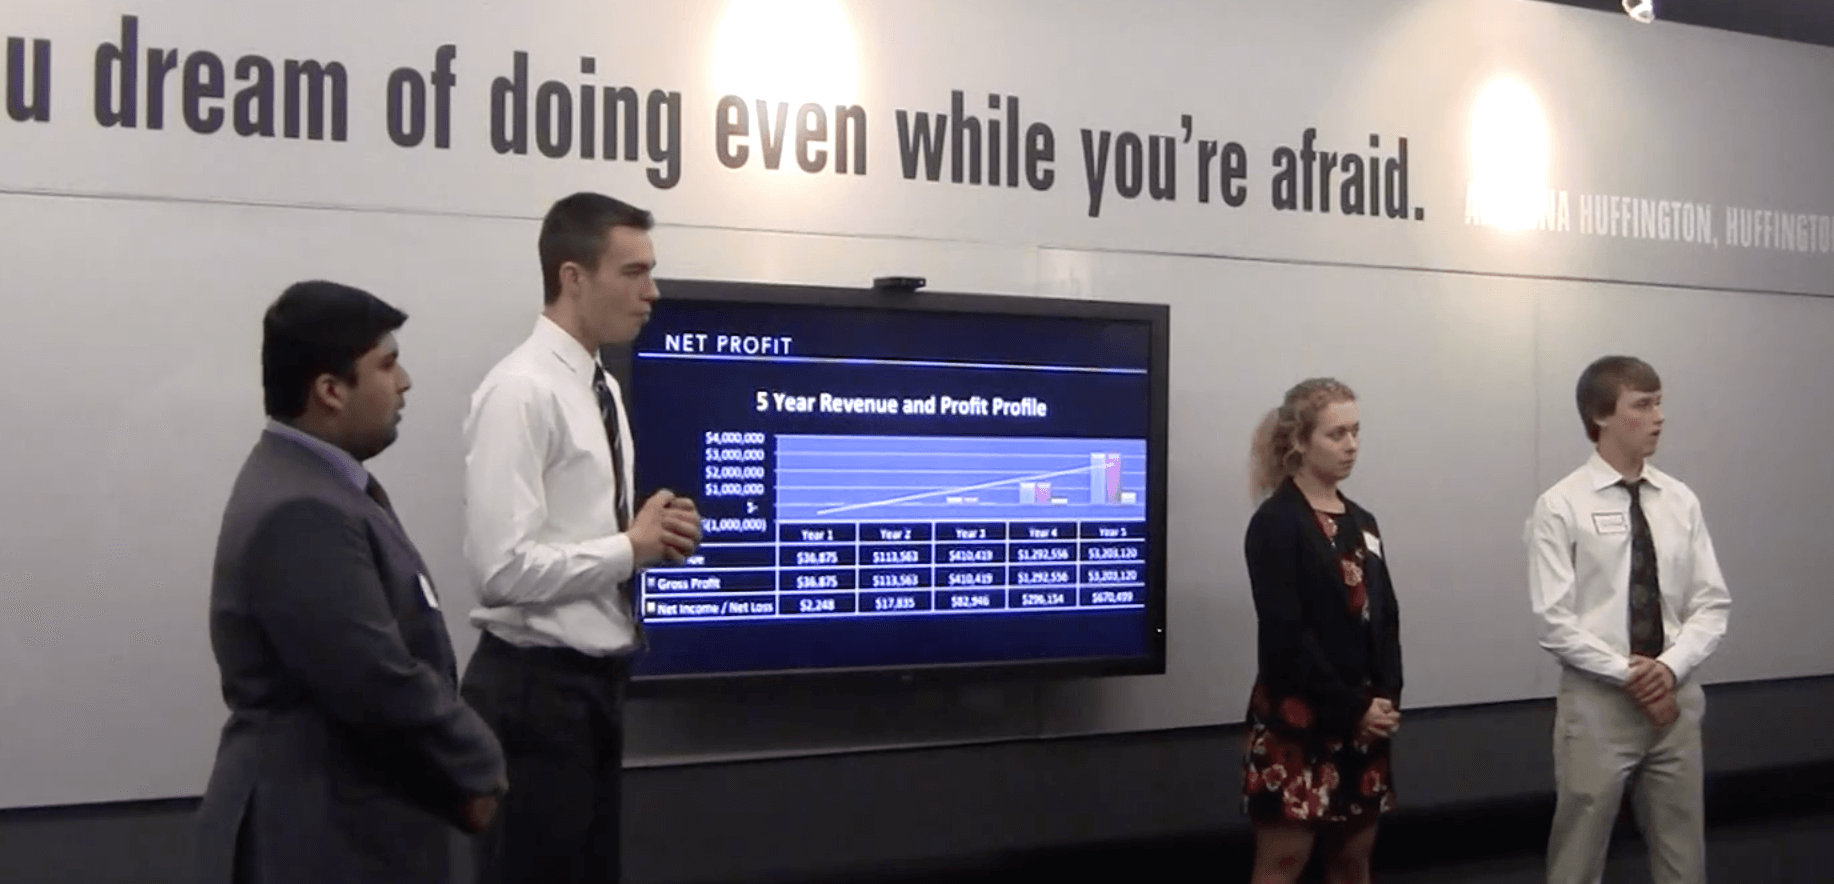 u dream of doing even while you're afraid.
HUFFINGTON, HUFFINGTO
NET PROFIT
5 Year Revenue and Profit Profile
$4,000,000
$3,000,000
$2,000,000
$1,000,000
$-
$(1,000,000)
Year 1 Year 2 Year 3 Year 4 Year 5
$36,875 $113,563 $410,419 $1,292,556 $3,203,120
Gross Profit $36,875 $113,563 $410,419 $1,292,556 $3,203,120
Net Income / Net Loss $2,248 $17,835 $82,946 $296,154 $670,499